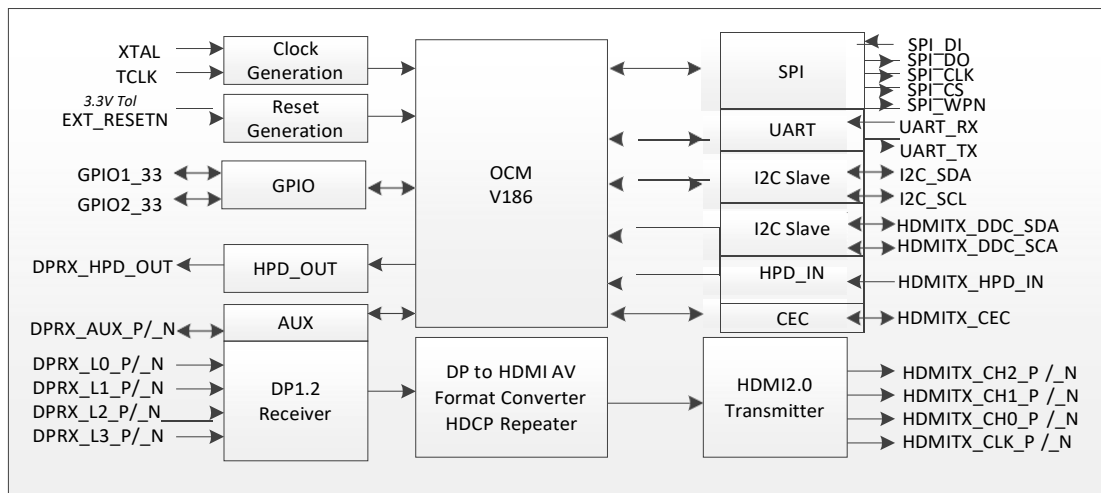 XTAL
TCLK
3.3V Tol
EXT_RESETN
GPIO1_33
GPIO2_33
DPRX_HPD_OUT
DPRX_AUX_P/_N
DPRX_L0_P/_N
DPRX_L1_P/_N
DPRX_L2_P/_N
DPRX_L3_P/_N
Clock
Generation
Reset
Generation
GPIO
HPD_OUT
AUX
DP1.2
Receiver
OCM
V186
DP to HDMI AV
Format Converter
HDCP Repeater
SPI
UART
I2C Slave
I2C Slave
HPD_IN
CEC
HDMI2.0
Transmitter
SPI_DI
SPI_DO
SPI_CLK
SPI_CS
SPI_WPN
UART_RX
UART_TX
I2C_SDA
I2C_SCL
HDMITX_DDC_SDA
HDMITX_DDC_SCA
HDMITX_HPD_IN
HDMITX_CEC
HDMITX_CH2_P /_N
HDMITX_CH1_P /_N
HDMITX_CH0_P /_N
HDMITX_CLK_P /_N